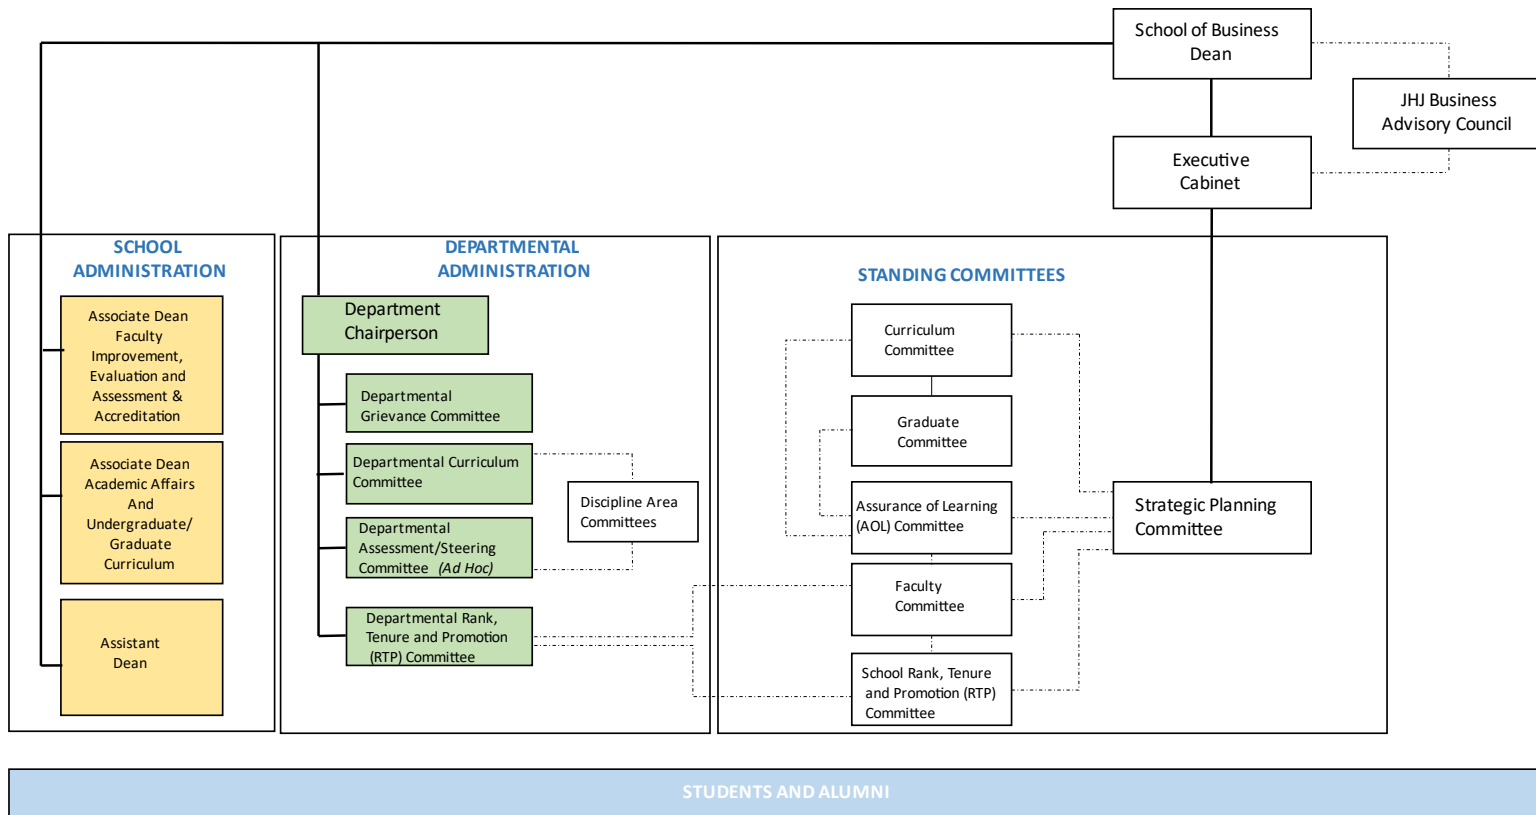 School of Business
Dean
JHJ Business
Advisory Council
Executive
Cabinet
SCHOOL
ADMINISTRATION
Associate Dean
Faculty
Improvement,
Evaluation and
Assessment &
Accreditation
Associate Dean
Academic Affairs
And
Undergraduate/
Graduate
Curriculum
Assistant
Dean
DEPARTMENTAL
ADMINISTRATION
Department
Chairperson
Departmental
Grievance Committee
Departmental Curriculum
Committee
Departmental
Assessment/Steering
Committee (Ad Hoc)
Departmental Rank,
Tenure and Promotion
(RTP) Committee
Discipline Area
Committees
STANDING COMMITTEES
Curriculum
Committee
Graduate
Committee
Assurance of Learning
(AOL) Committee
Faculty
Committee
School Rank, Tenure
and Promotion (RTP)
Committee
Strategic Planning
Committee
STUDENTS AND ALUMNI